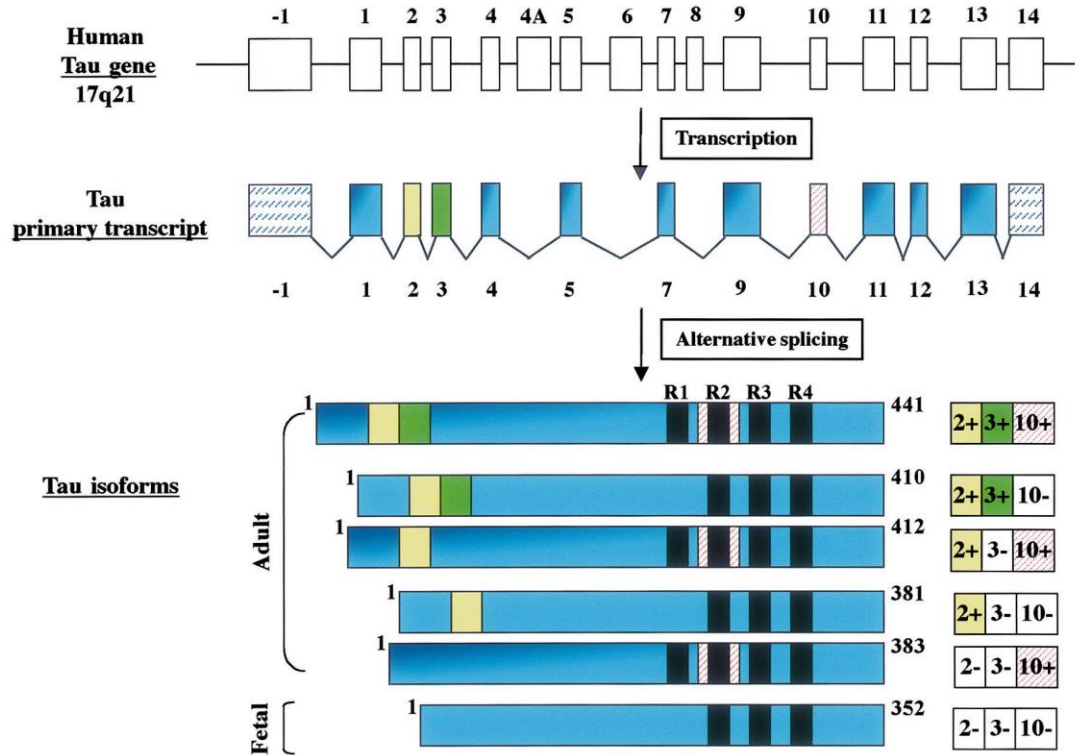 -1 1 2 3 4 4A 5 6 7 8 9 10 11 12 13 14
Human
Tau gene
17q21
Transcription
Tau
primary transcript
-1 1 2 3 4 5 7 9 10 11 12 13 14
Alternative splicing
R1 R2 R3 R4
1 441
2+ 3+ 10+
Tau isoforms
Adult
1 410
2+ 3+ 10-
1 412
2+ 3- 10+
1 381
2+ 3- 10-
1 383
2- 3- 10+
Fetal
1 352
2- 3- 10-